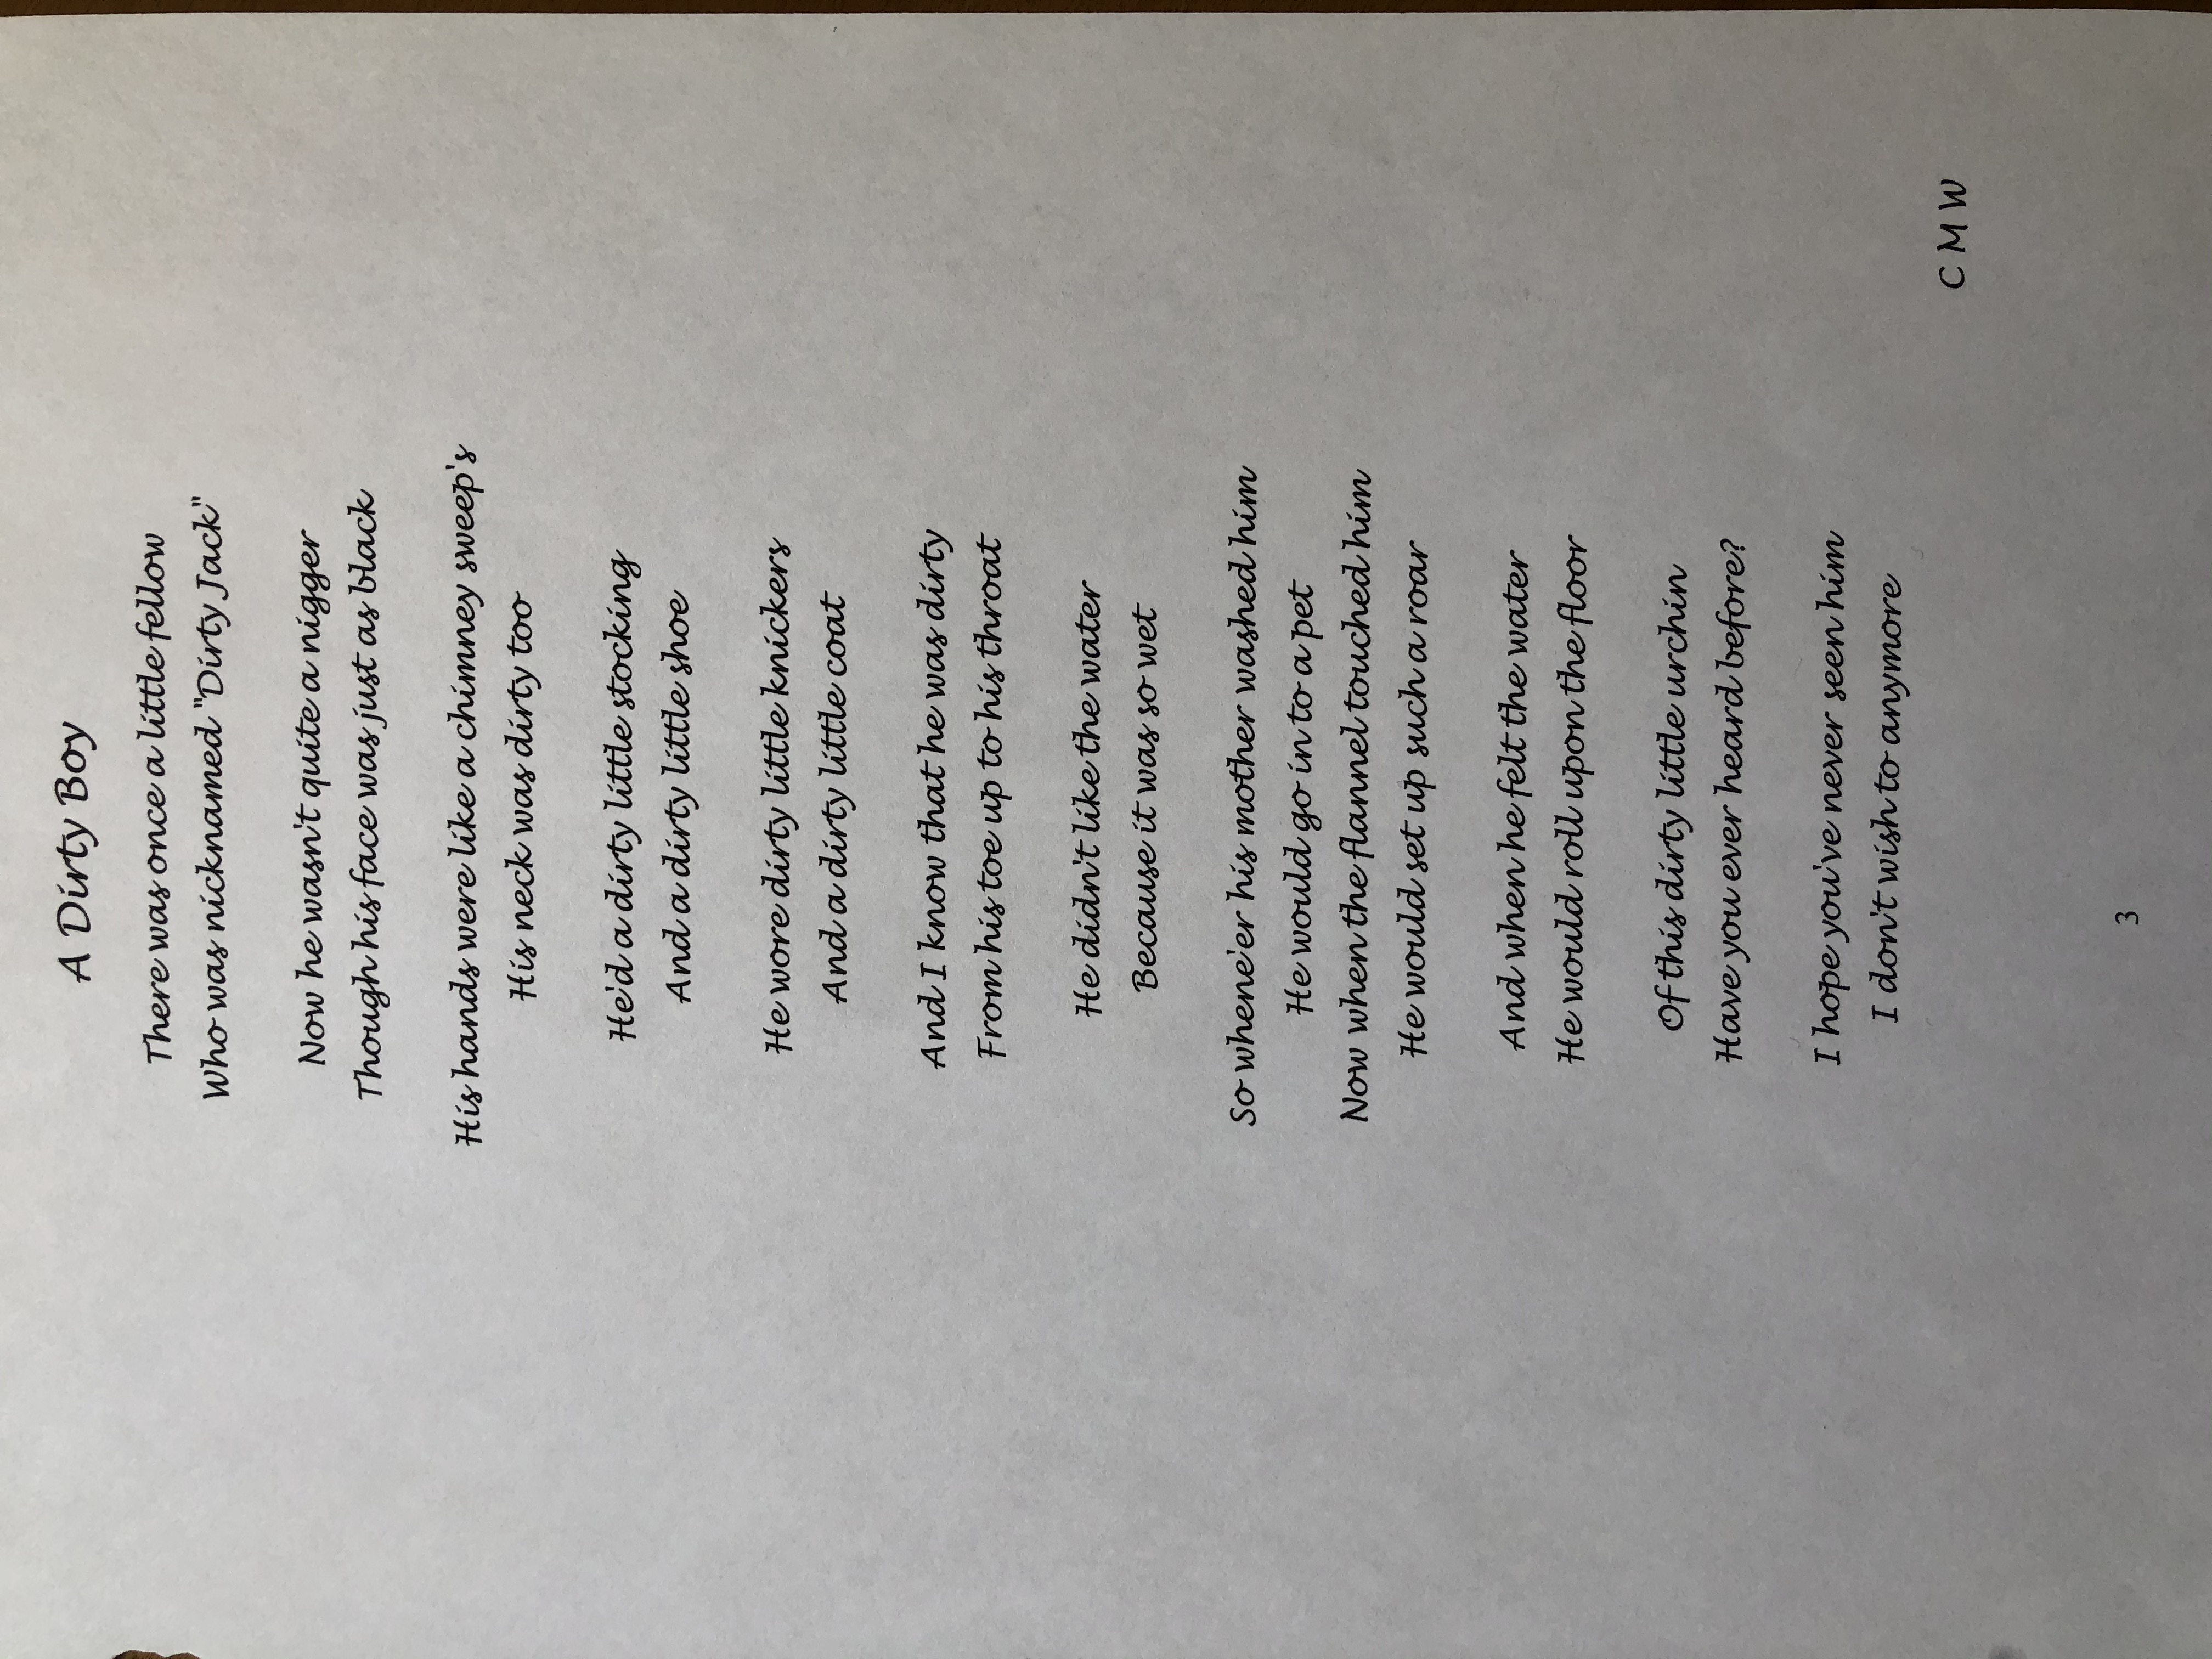 A Dirty Boy
There was once a little fellow
Who was nicknamed "Dirty Jack"
Now he wasn't quite a nigger
Though his face was just as black
His hands were like a chimney sweep's
His neck was dirty too
He'd a dirty little stocking
And a dirty little shoe
He wore dirty little knickers
And a dirty little coat
And I know that he was dirty
From his toe up to his throat
He didn't like the water
Because it was so wet
So whene'er his mother washed him
He would go in to a pet
Now when the flannel touched him
He would set up such a roar
And when he felt the water
He would roll upon the floor
Of this dirty little urchin
Have you ever heard before?
I hope you've never seen him
I don't wish to anymore
C M W
3